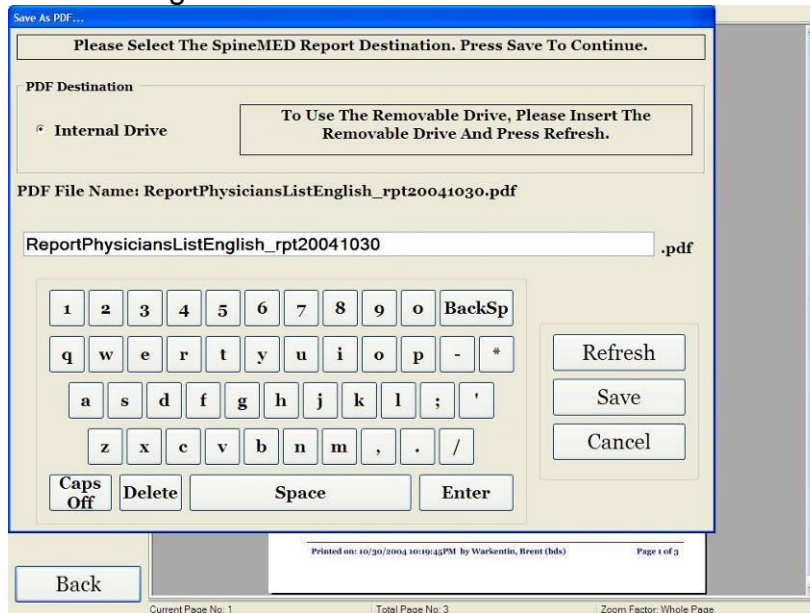 Save As PDF...
Please Select The SpineMED Report Destination. Press Save To Continue.
PDF Destination
Internal Drive
To Use The Removable Drive, Please Insert The
Removable Drive And Press Refresh.
PDF File Name: ReportPhysiciansListEnglish_rpt20041030.pdf
ReportPhysiciansListEnglish_rpt20041030 .pdf
1 2 3 4 5 6 7 8 9 0 BackSp
q w e r t y u i o p - *
a s d f g h j k l ; '
z x c v b n m , . /
Caps
Off Delete Space Enter
Refresh
Save
Cancel
Printed on: 10/30/2004 10:19:45PM by Warkentin, Brent (bds) Page 1 of 3
Back
Current Page No: 1 Total Page No: 3 Zoom Factor: Whole Page